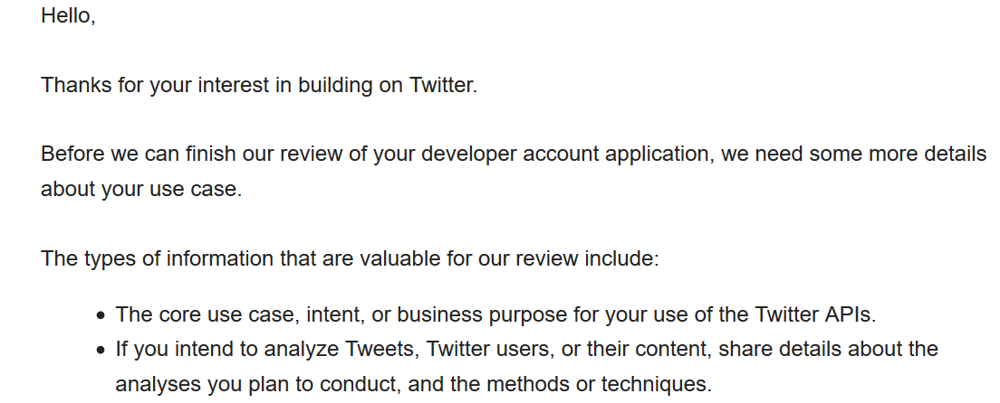 Hello,
Thanks for your interest in building on Twitter.
Before we can finish our review of your developer account application, we need some more details
about your use case.
The types of information that are valuable for our review include:
• The core use case, intent, or business purpose for your use of the Twitter APIs.
• If you intend to analyze Tweets, Twitter users, or their content, share details about the
analyses you plan to conduct, and the methods or techniques.